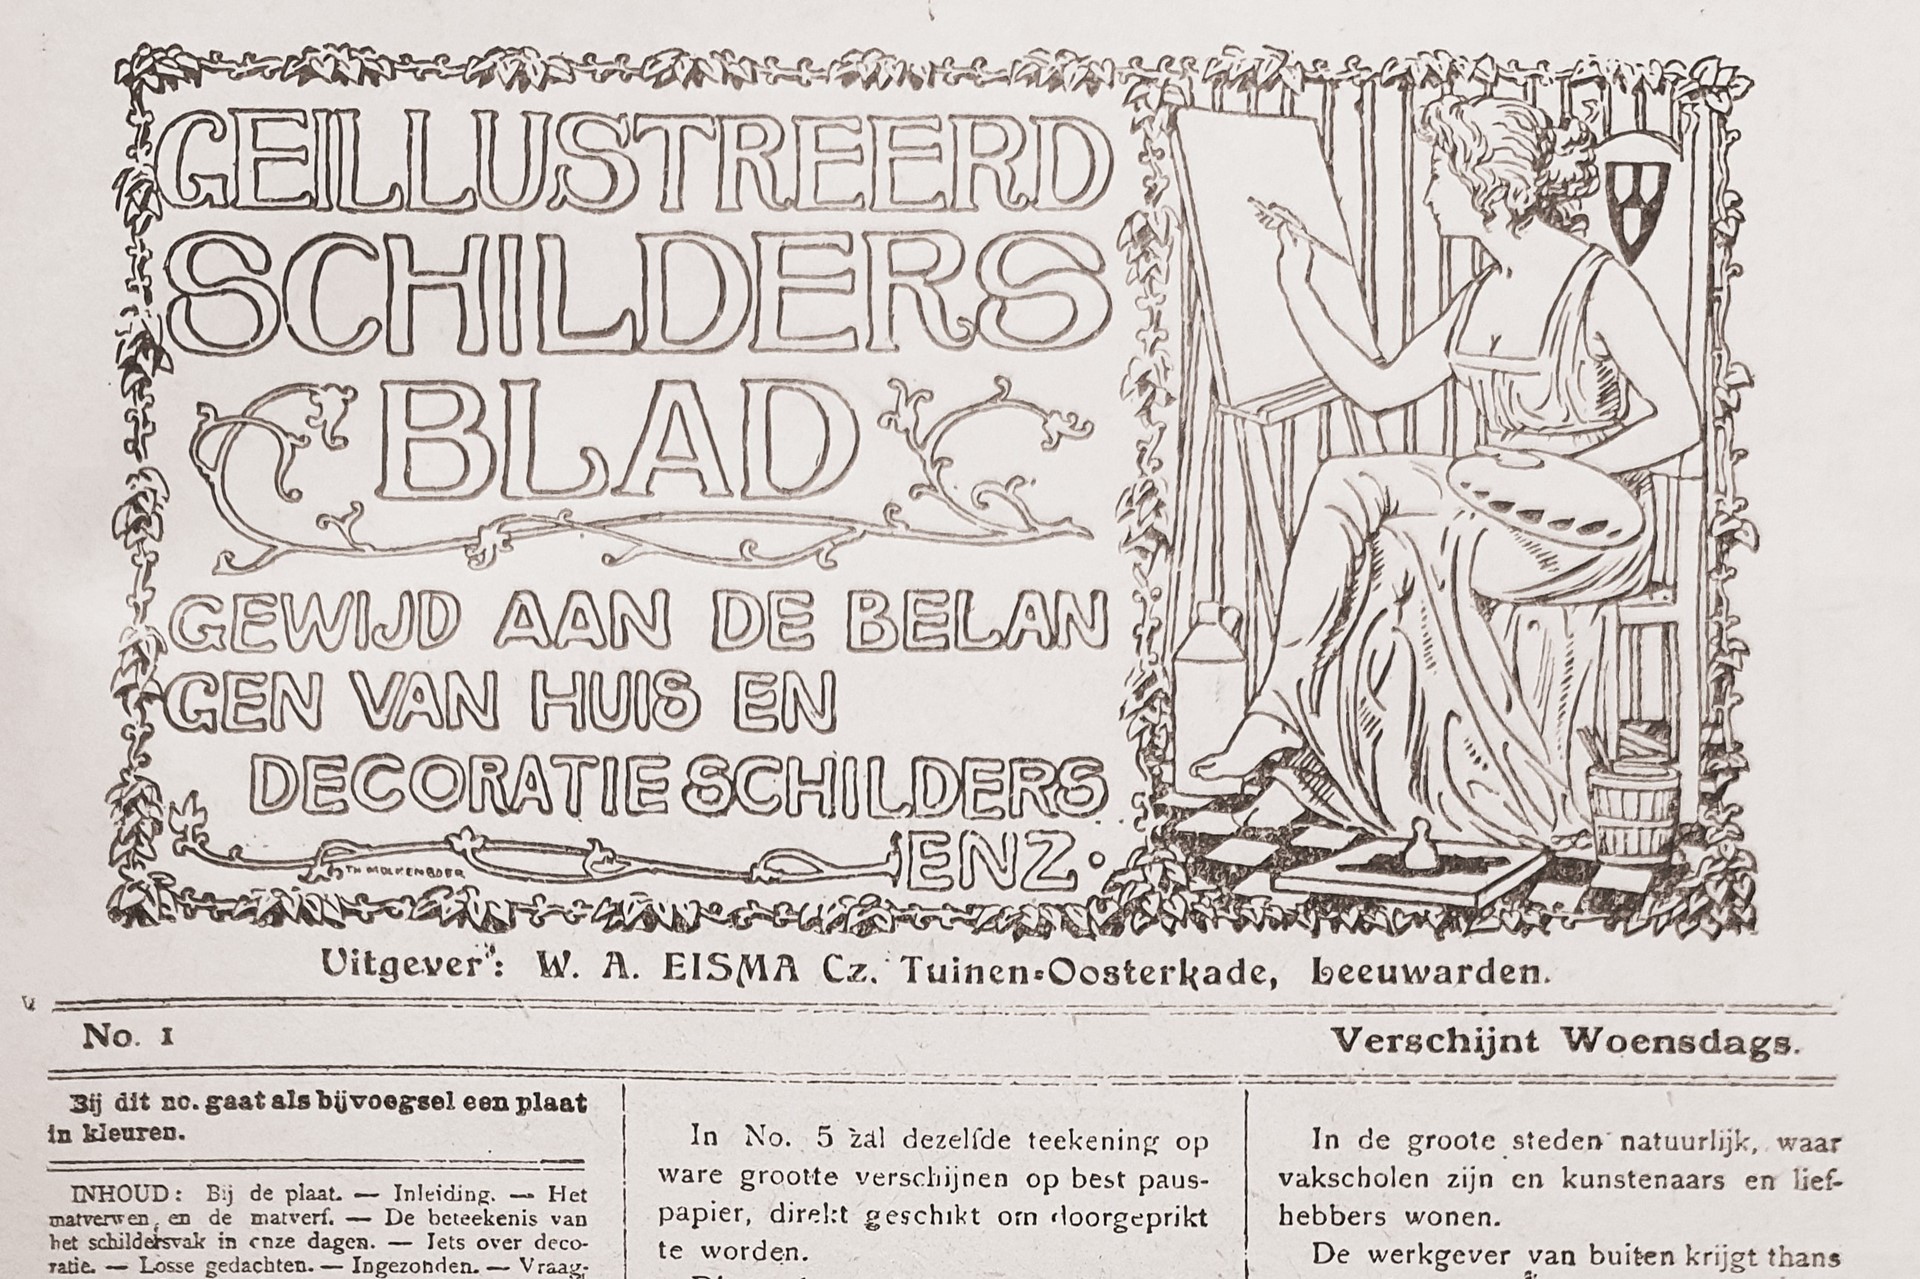 GEILLUSTREERD
SCHILDERS
BLAD
GEWIJD AAN DE BELAN
GEN VAN HUIS EN
DECORATIE SCHILDERS
ENZ.
TH MOLKENBOER
Uitgever: W. A. EISMA Cz. Tuinen=Oosterkade, Leeuwarden.
No. 1
Verschijnt Woensdags.
Bij dit no. gaat als bijvoegsel een plaat
in kleuren.
INHOUD: Bij de plaat. — Inleiding. — Het
matverwen en de matverf. — De beteekenis van
het schildersvak in onze dagen. — Iets over deco-
ratie. — Losse gedachten. — Ingezonden. — Vraag-
In No. 5 zal dezelfde teekening op
ware grootte verschijnen op best paus-
papier, direkt geschikt om doorgeprikt
te worden.
In de groote steden natuurlijk, waar
vakscholen zijn en kunstenaars en lief-
hebbers wonen.
De werkgever van buiten krijgt thans